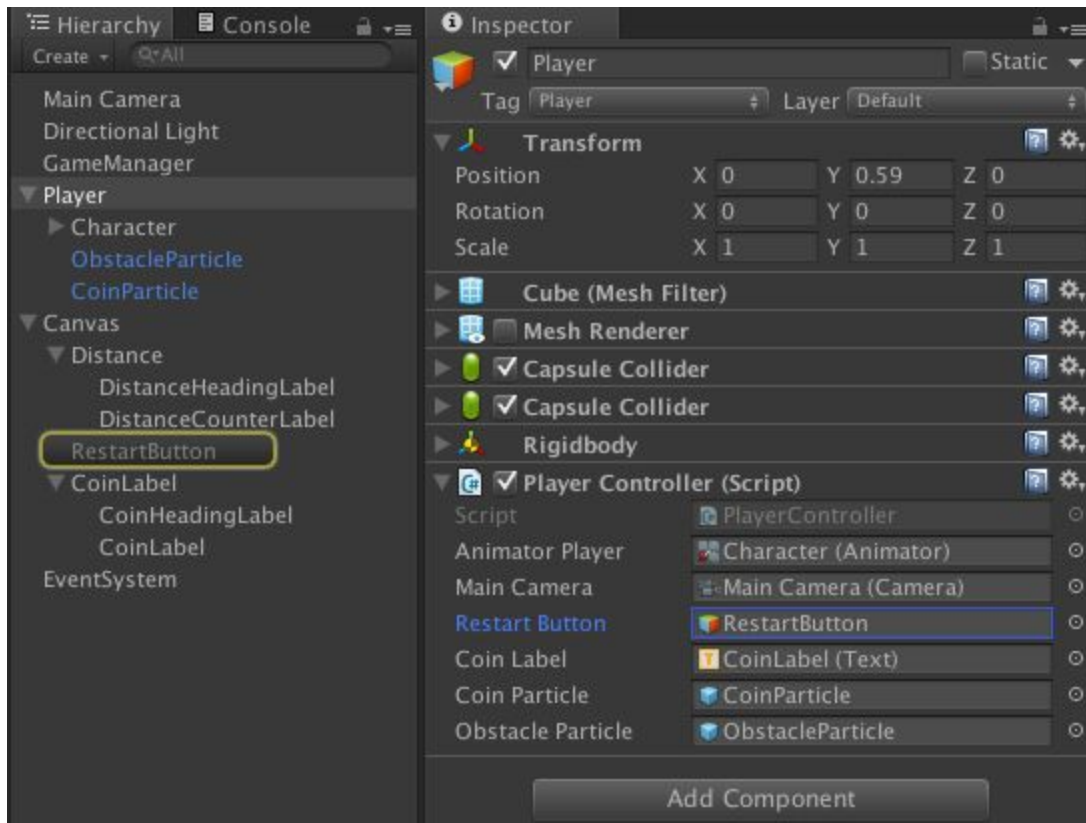 Hierarchy Console
Create All
Main Camera
Directional Light
GameManager
Player
Character
ObstacleParticle
CoinParticle
Canvas
Distance
DistanceHeadingLabel
DistanceCounterLabel
RestartButton
CoinLabel
CoinHeadingLabel
CoinLabel
EventSystem
Inspector
Player Static
Tag Player Layer Default
Transform
Position X 0 Y 0.59 Z 0
Rotation X 0 Y 0 Z 0
Scale X 1 Y 1 Z 1
Cube (Mesh Filter)
Mesh Renderer
Capsule Collider
Capsule Collider
Rigidbody
C# Player Controller (Script)
Script PlayerController
Animator Player Character (Animator)
Main Camera Main Camera (Camera)
Restart Button RestartButton
Coin Label T CoinLabel (Text)
Coin Particle CoinParticle
Obstacle Particle ObstacleParticle
Add Component